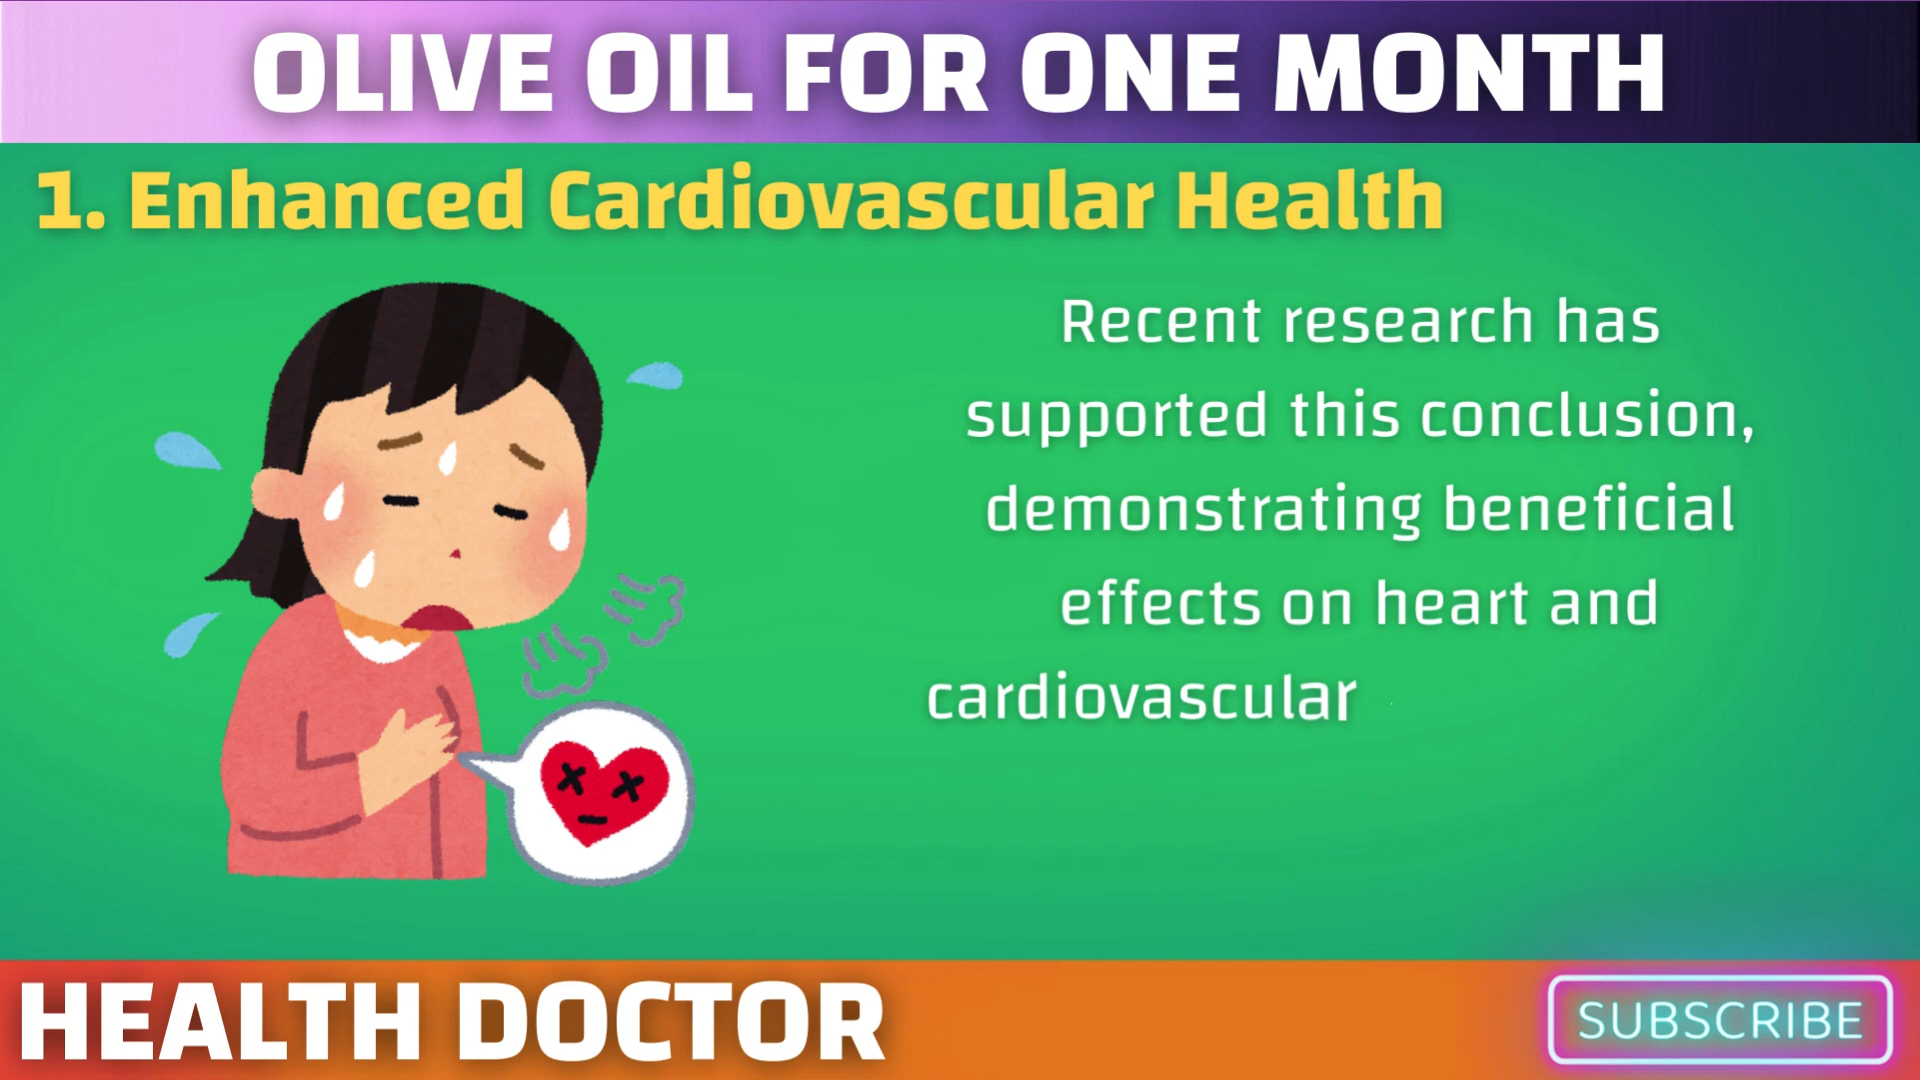 OLIVE OIL FOR ONE MONTH
1. Enhanced Cardiovascular Health
Recent research has
supported this conclusion,
demonstrating beneficial
effects on heart and
cardiovascular
HEALTH DOCTOR
SUBSCRIBE